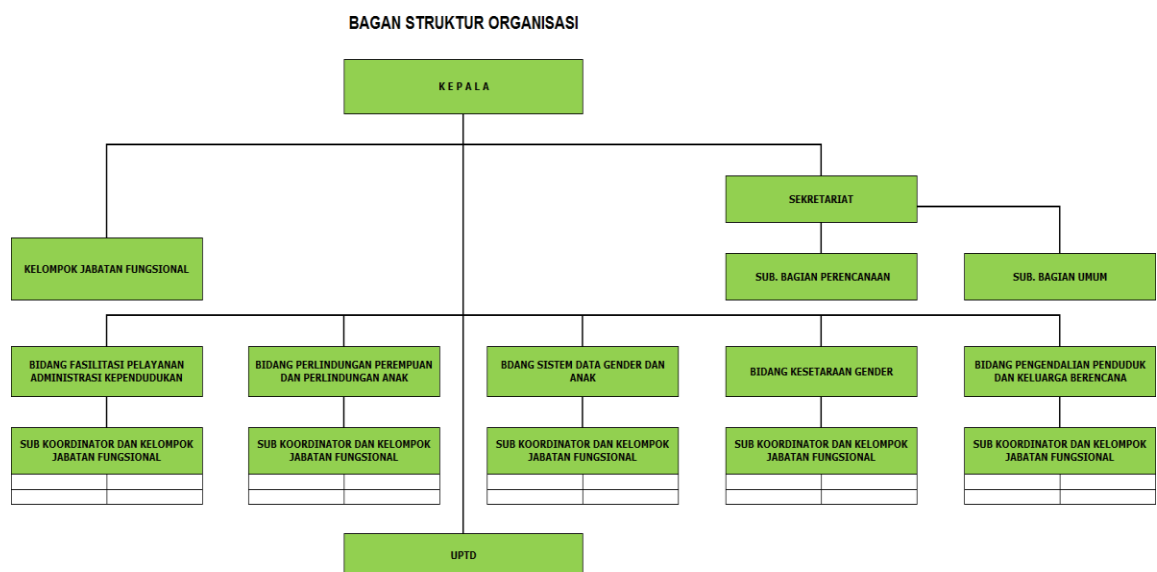 BAGAN STRUKTUR ORGANISASI
K E P A L A
SEKRETARIAT
KELOMPOK JABATAN FUNGSIONAL
SUB. BAGIAN PERENCANAAN
SUB. BAGIAN UMUM
BIDANG FASILITASI PELAYANAN
ADMINISTRASI KEPENDUDUKAN
BIDANG PERLINDUNGAN PEREMPUAN
DAN PERLINDUNGAN ANAK
BDANG SISTEM DATA GENDER DAN
ANAK
BIDANG KESETARAAN GENDER
BIDANG PENGENDALIAN PENDUDUK
DAN KELUARGA BERENCANA
SUB KOORDINATOR DAN KELOMPOK
JABATAN FUNGSIONAL
SUB KOORDINATOR DAN KELOMPOK
JABATAN FUNGSIONAL
SUB KOORDINATOR DAN KELOMPOK
JABATAN FUNGSIONAL
SUB KOORDINATOR DAN KELOMPOK
JABATAN FUNGSIONAL
SUB KOORDINATOR DAN KELOMPOK
JABATAN FUNGSIONAL
UPTD